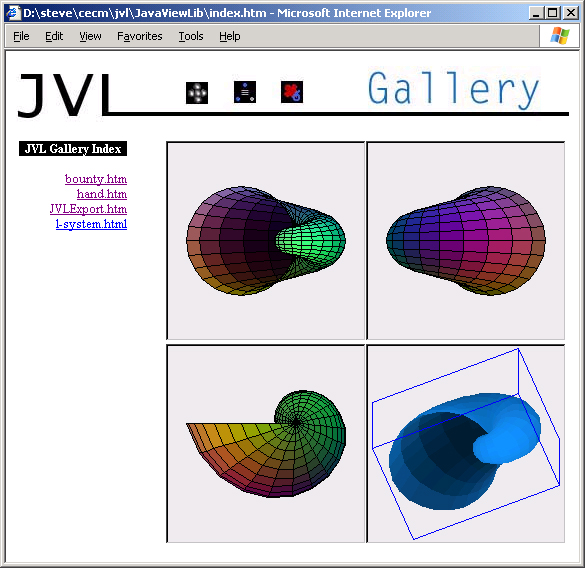 D:\steve\cecm\jvl\JavaViewLib\index.htm - Microsoft Internet Explorer
File Edit View Favorites Tools Help
JVL Gallery
JVL Gallery Index
bounty.htm
hand.htm
JVLExport.htm
l-system.html